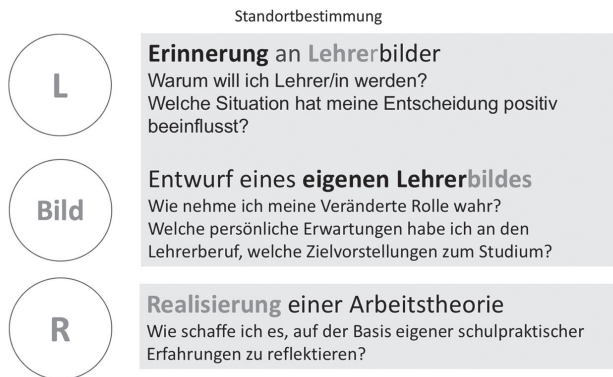 Standortbestimmung
L
Erinnerung an Lehrerbilder
Warum will ich Lehrer/in werden?
Welche Situation hat meine Entscheidung positiv
beeinflusst?
Bild
Entwurf eines eigenen Lehrerbildes
Wie nehme ich meine Veränderte Rolle wahr?
Welche persönliche Erwartungen habe ich an den
Lehrerberuf, welche Zielvorstellungen zum Studium?
R
Realisierung einer Arbeitstheorie
Wie schaffe ich es, auf der Basis eigener schulpraktischer
Erfahrungen zu reflektieren?